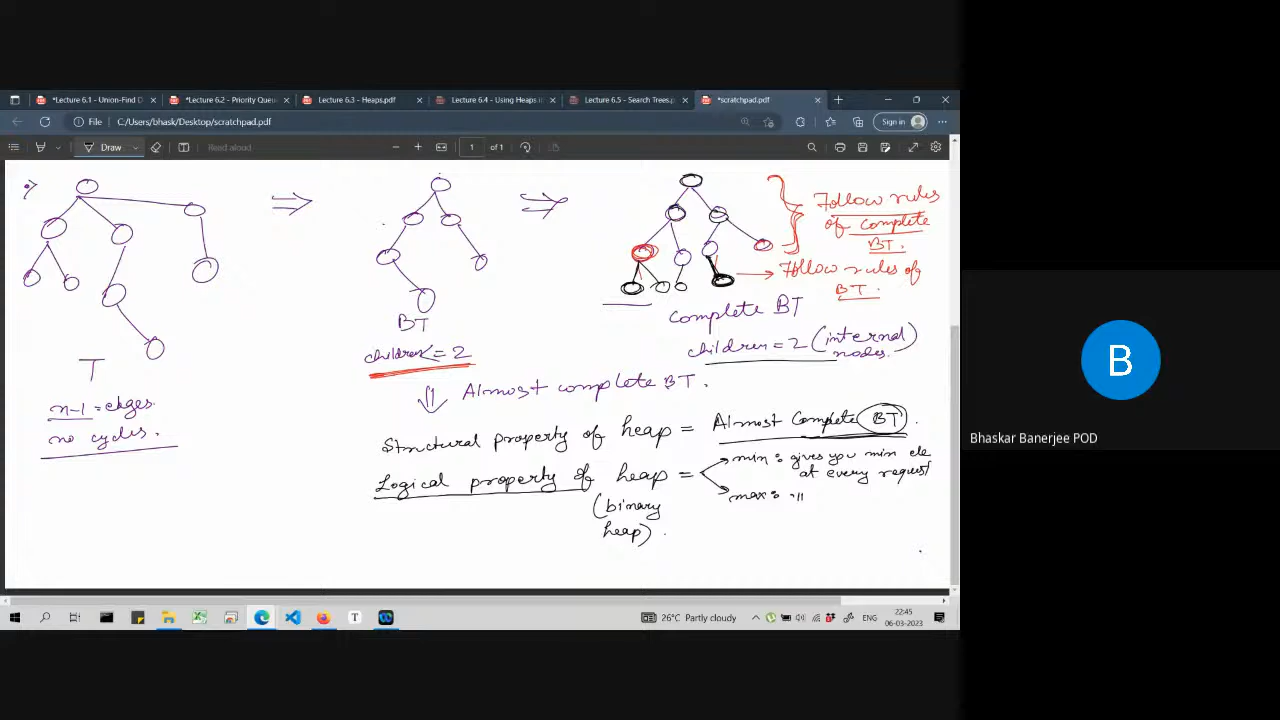 *Lecture 6.1 - Union-Find D
*Lecture 6.2 - Priority Queu
Lecture 6.3 - Heaps.pdf
Lecture 6.4 - Using Heaps in
Lecture 6.5 - Search Trees.p
*scratchpad.pdf
File
C:/Users/bhask/Desktop/scratchpad.pdf
Sign in
Draw
Read aloud
1
of 1
Follow rules
of complete
BT.
Follow rules of
BT.
BT
Complete BT
children <= 2
children = 2 (internal
nodes.)
T
n-1 = edges.
no cycles.
Almost complete BT.
Structural property of heap = Almost Complete BT.
Logical property of heap =
(binary
heap).
min: gives you min ele
at every request
max: "
B
Bhaskar Banerjee POD
26°C Partly cloudy
ENG
22:45
06-03-2023